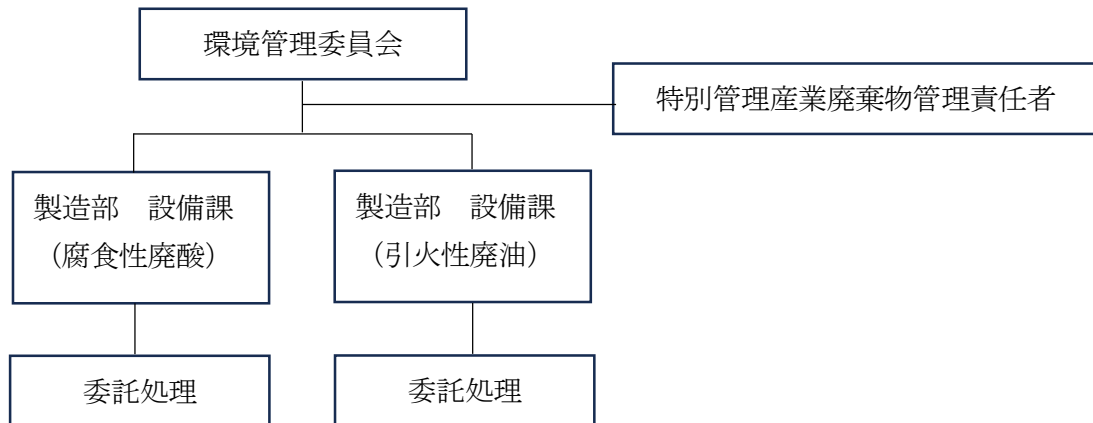 環境管理委員会
特別管理産業廃棄物管理責任者
製造部　設備課
（腐食性廃酸）
製造部　設備課
（引火性廃油）
委託処理
委託処理